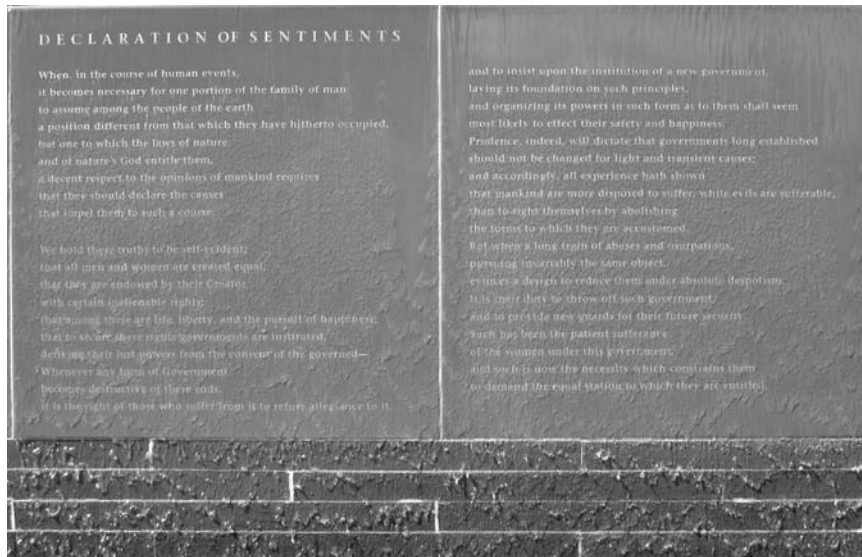 DECLARATION OF SENTIMENTS
When, in the course of human events,
it becomes necessary for one portion of the family of man
to assume among the people of the earth
a position different from that which they have hitherto occupied,
but one to which the laws of nature
and of nature's God entitle them,
a decent respect to the opinions of mankind requires
that they should declare the causes
that impel them to such a course.
We hold these truths to be self-evident;
that all men and women are created equal;
that they are endowed by their Creator
with certain inalienable rights;
that among these are life, liberty, and the pursuit of happiness;
that to secure these rights governments are instituted,
deriving their just powers from the consent of the governed—
Whenever any form of Government
becomes destructive of these ends,
it is the right of those who suffer from it to refuse allegiance to it,
and to insist upon the institution of a new government,
laying its foundation on such principles,
and organizing its powers in such form as to them shall seem
most likely to effect their safety and happiness.
Prudence, indeed, will dictate that governments long established
should not be changed for light and transient causes;
and accordingly, all experience hath shown
that mankind are more disposed to suffer, while evils are sufferable,
than to right themselves by abolishing
the forms to which they are accustomed.
But when a long train of abuses and usurpations,
pursuing invariably the same object,
evinces a design to reduce them under absolute despotism,
it is their duty to throw off such government,
and to provide new guards for their future security.
Such has been the patient sufferance
of the women under this government,
and such is now the necessity which constrains them
to demand the equal station to which they are entitled.